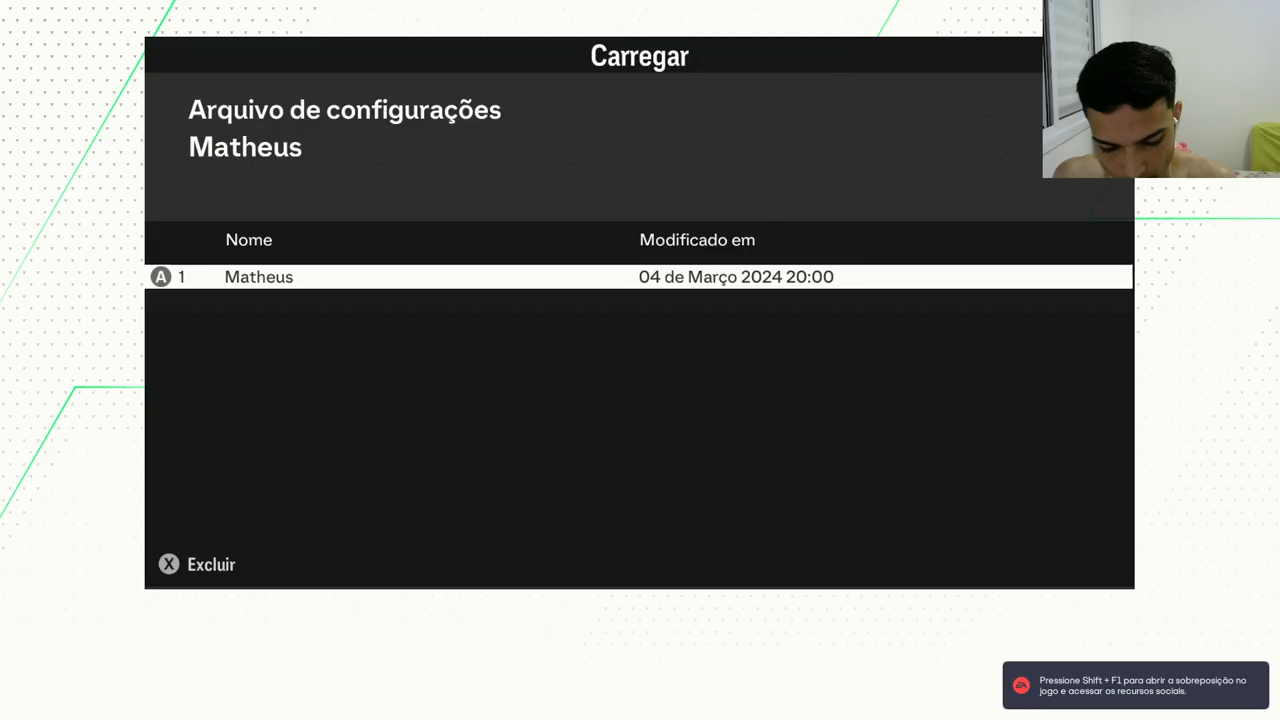 Carregar
Arquivo de configurações
Matheus
Nome Modificado em
A 1 Matheus 04 de Março 2024 20:00
X Excluir
EA Pressione Shift + F1 para abrir a sobreposição no
jogo e acessar os recursos sociais.